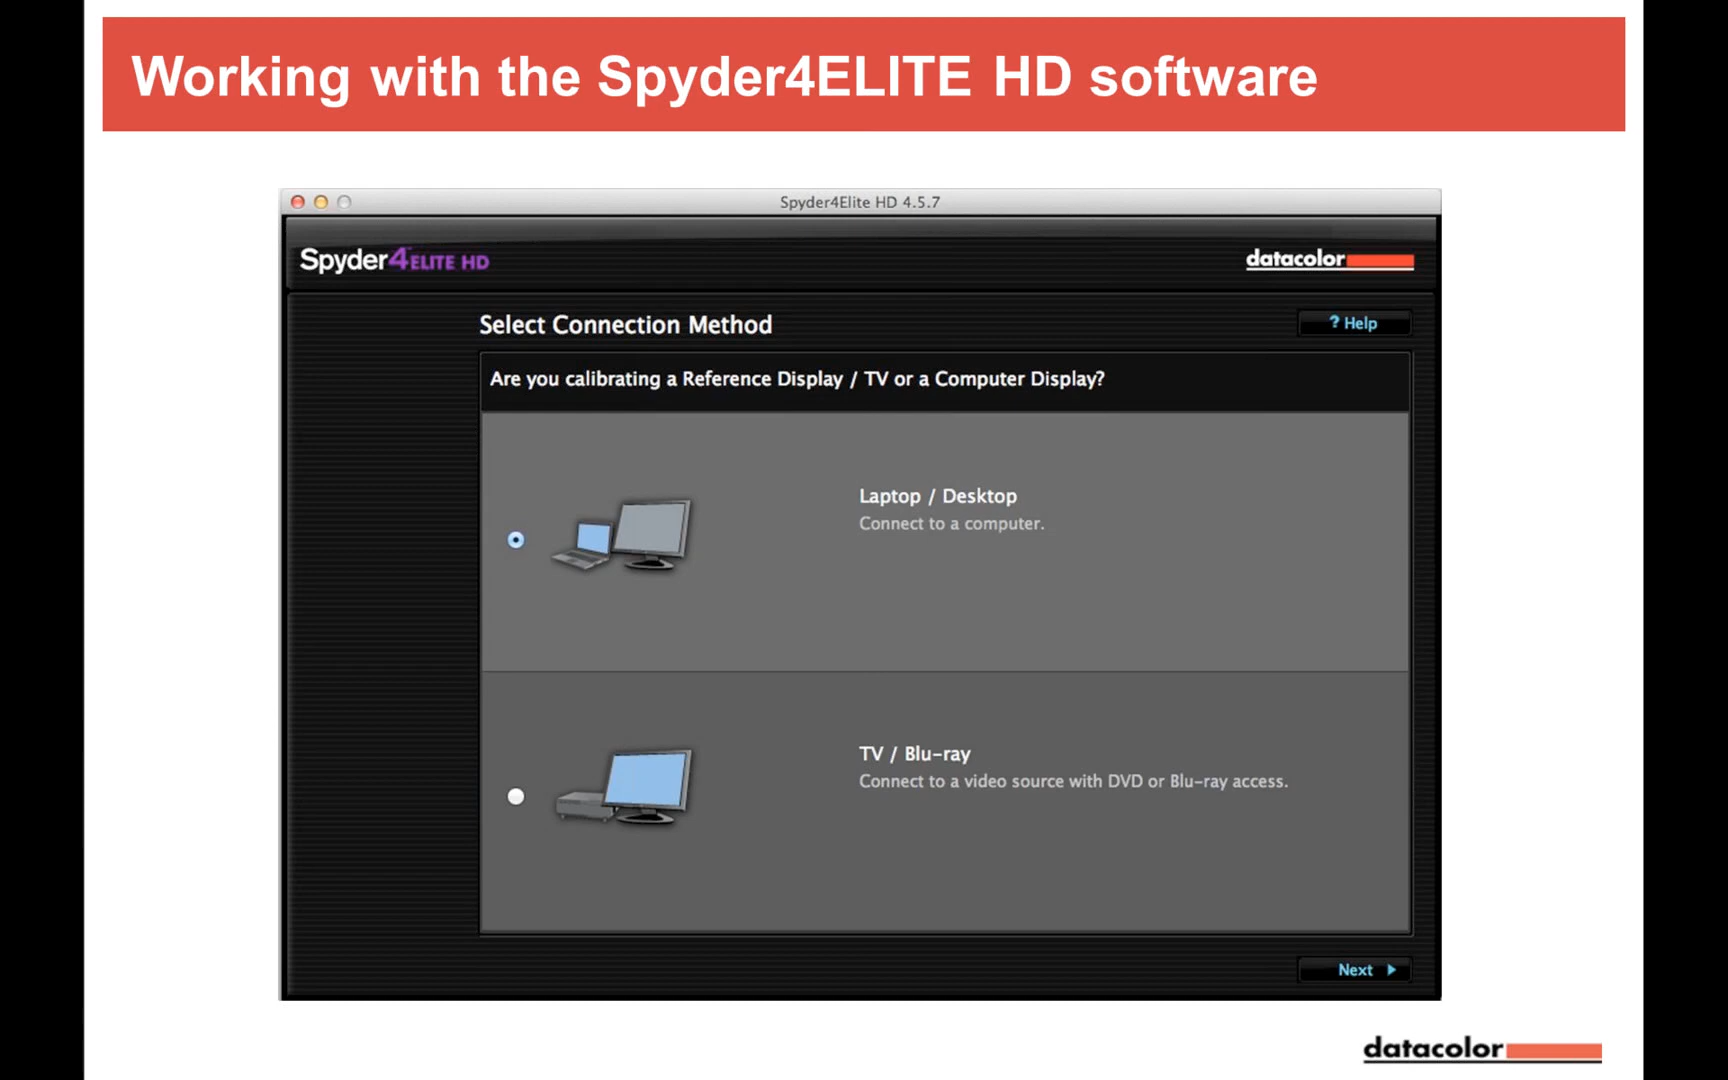 Working with the Spyder4ELITE HD software
Spyder4Elite HD 4.5.7
Spyder4ELITE HD
datacolor
Select Connection Method
? Help
Are you calibrating a Reference Display / TV or a Computer Display?
Laptop / Desktop
Connect to a computer.
TV / Blu-ray
Connect to a video source with DVD or Blu-ray access.
Next
datacolor